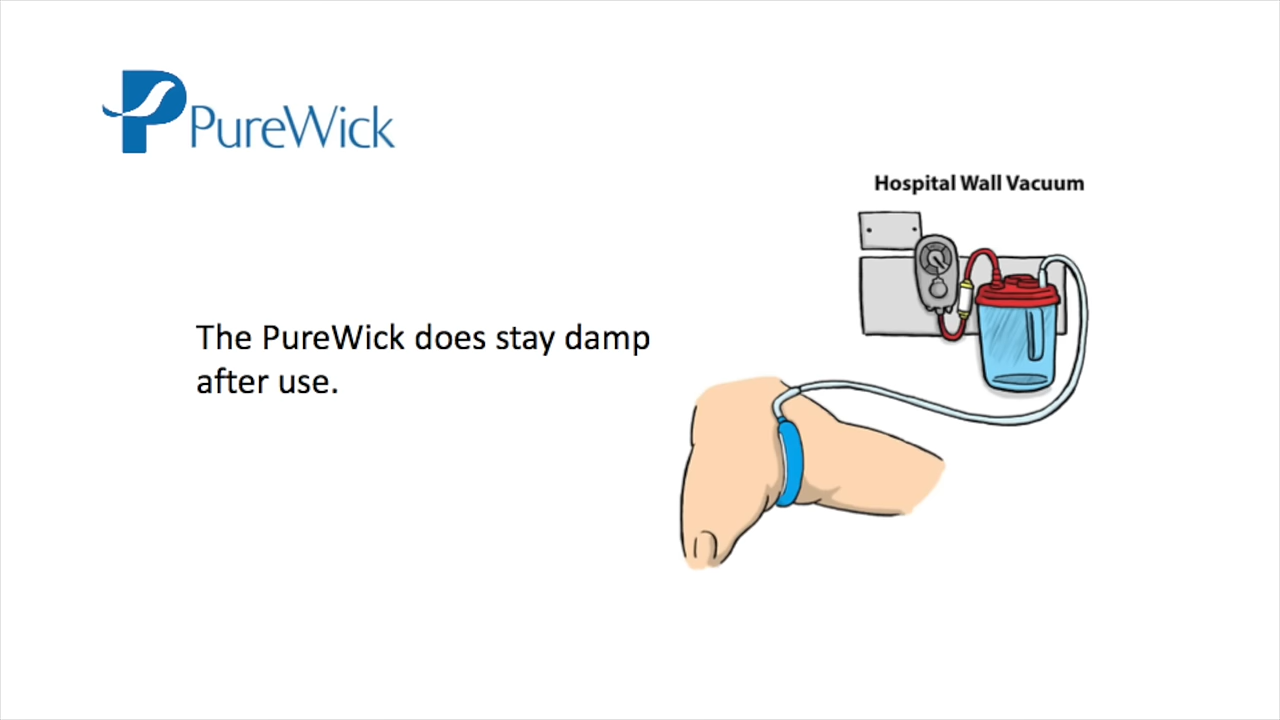 PureWick
Hospital Wall Vacuum
The PureWick does stay damp
after use.